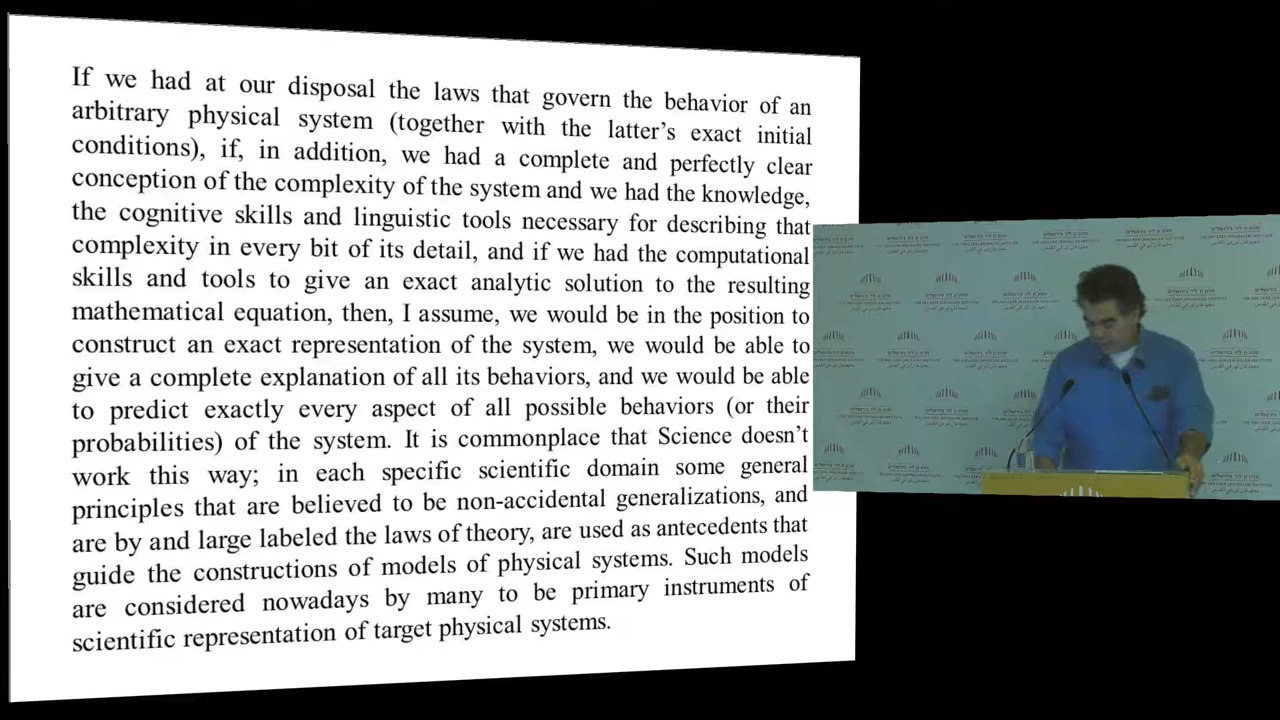 If we had at our disposal the laws that govern the behavior of an
arbitrary physical system (together with the latter's exact initial
conditions), if, in addition, we had a complete and perfectly clear
conception of the complexity of the system and we had the knowledge,
the cognitive skills and linguistic tools necessary for describing that
complexity in every bit of its detail, and if we had the computational
skills and tools to give an exact analytic solution to the resulting
mathematical equation, then, I assume, we would be in the position to
construct an exact representation of the system, we would be able to
give a complete explanation of all its behaviors, and we would be able
to predict exactly every aspect of all possible behaviors (or their
probabilities) of the system. It is commonplace that Science doesn't
work this way; in each specific scientific domain some general
principles that are believed to be non-accidental generalizations, and
are by and large labeled the laws of theory, are used as antecedents that
guide the constructions of models of physical systems. Such models
are considered nowadays by many to be primary instruments of
scientific representation of target physical systems.